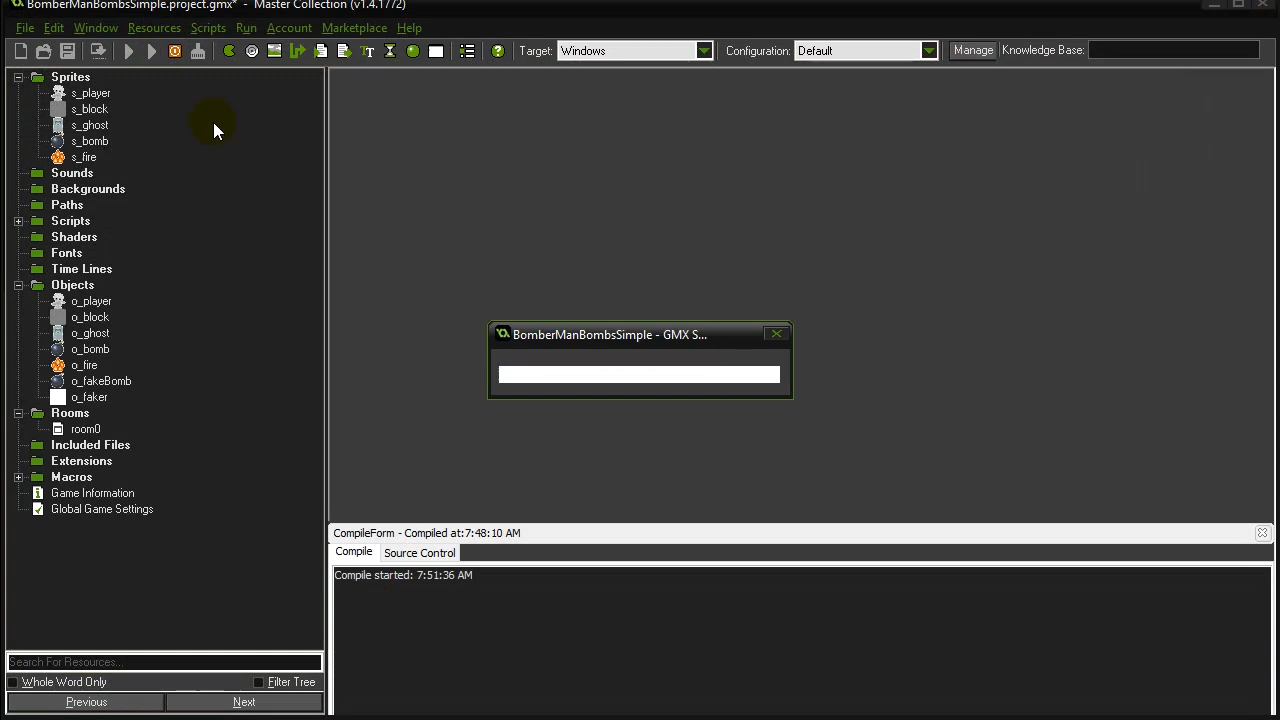 BomberManBombsSimple.project.gmx* - Master Collection (v1.4.1772)
File Edit Window Resources Scripts Run Account Marketplace Help
Target: Windows Configuration: Default Manage Knowledge Base:
Sprites
s_player
s_block
s_ghost
s_bomb
s_fire
Sounds
Backgrounds
Paths
Scripts
Shaders
Fonts
Time Lines
Objects
o_player
o_block
o_ghost
o_bomb
o_fire
o_fakeBomb
o_faker
Rooms
room0
Included Files
Extensions
Macros
Game Information
Global Game Settings
Search For Resources...
Whole Word Only Filter Tree
Previous Next
BomberManBombsSimple - GMX S...
CompileForm - Compiled at:7:48:10 AM
Compile Source Control
Compile started: 7:51:36 AM